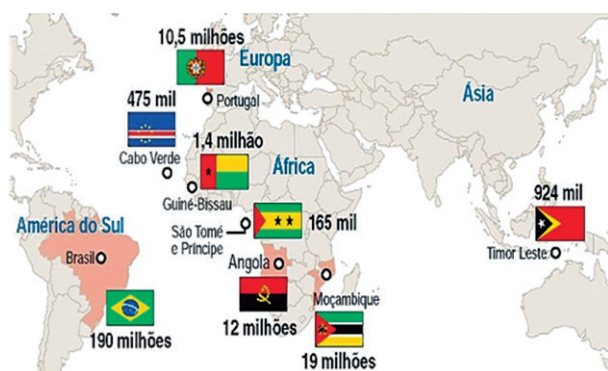 10,5 milhões
Europa
Ásia
Portugal
475 mil
Cabo Verde
1,4 milhão
África
Guiné-Bissau
924 mil
São Tomé
e Príncipe
165 mil
América do Sul
Brasil
Timor Leste
Angola
Moçambique
190 milhões
12 milhões
19 milhões